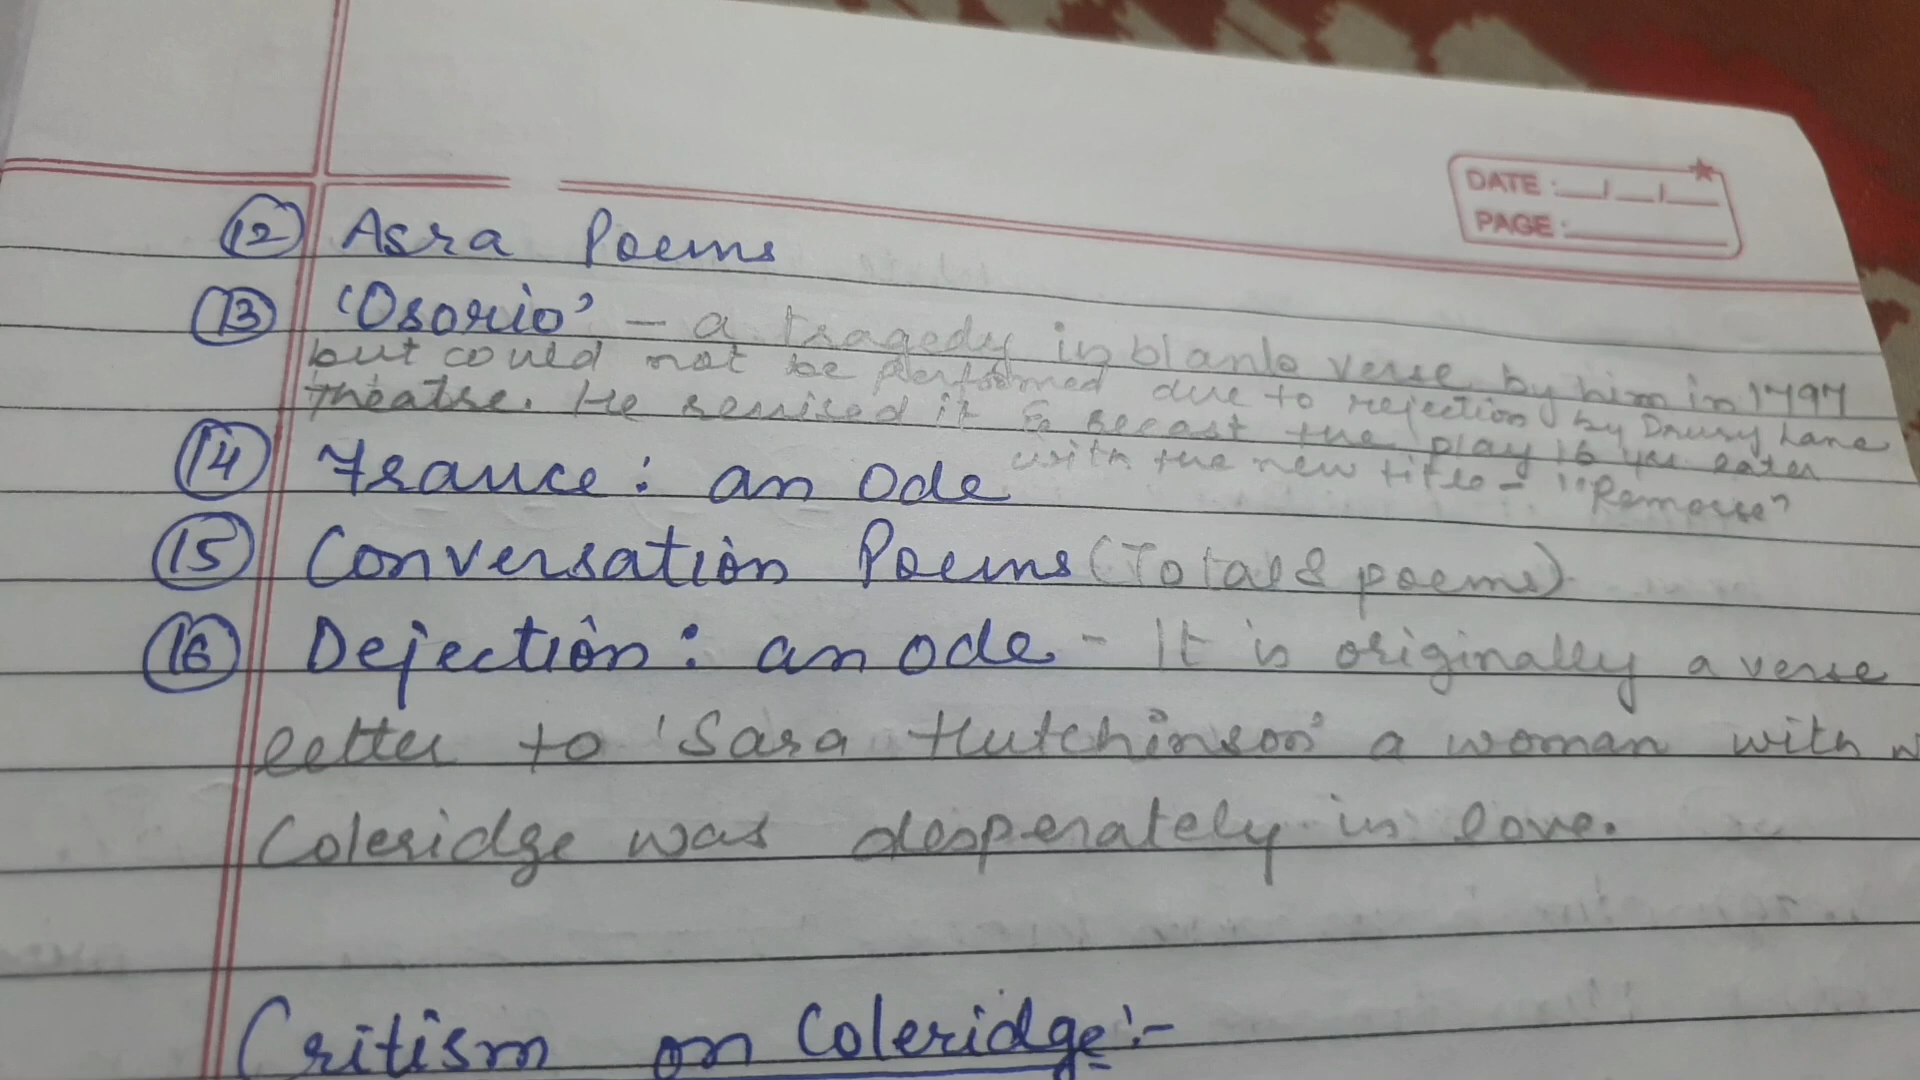 DATE: __/__/__
PAGE:
12 Asra Poems
13 'Osorio' - a tragedy in blank verse by him in 1797
but could not be performed due to rejection by Drury Lane
theatre. He revised it & recast the play 16 yrs later
with the new title - "Remorse"
14 France: an Ode
15 Conversation Poems (Total 8 poems)
16 Dejection: an ode - It is originally a verse
letter to 'Sara Hutchinson' a woman with
Coleridge was desperately in love.
Critism on Coleridge:-